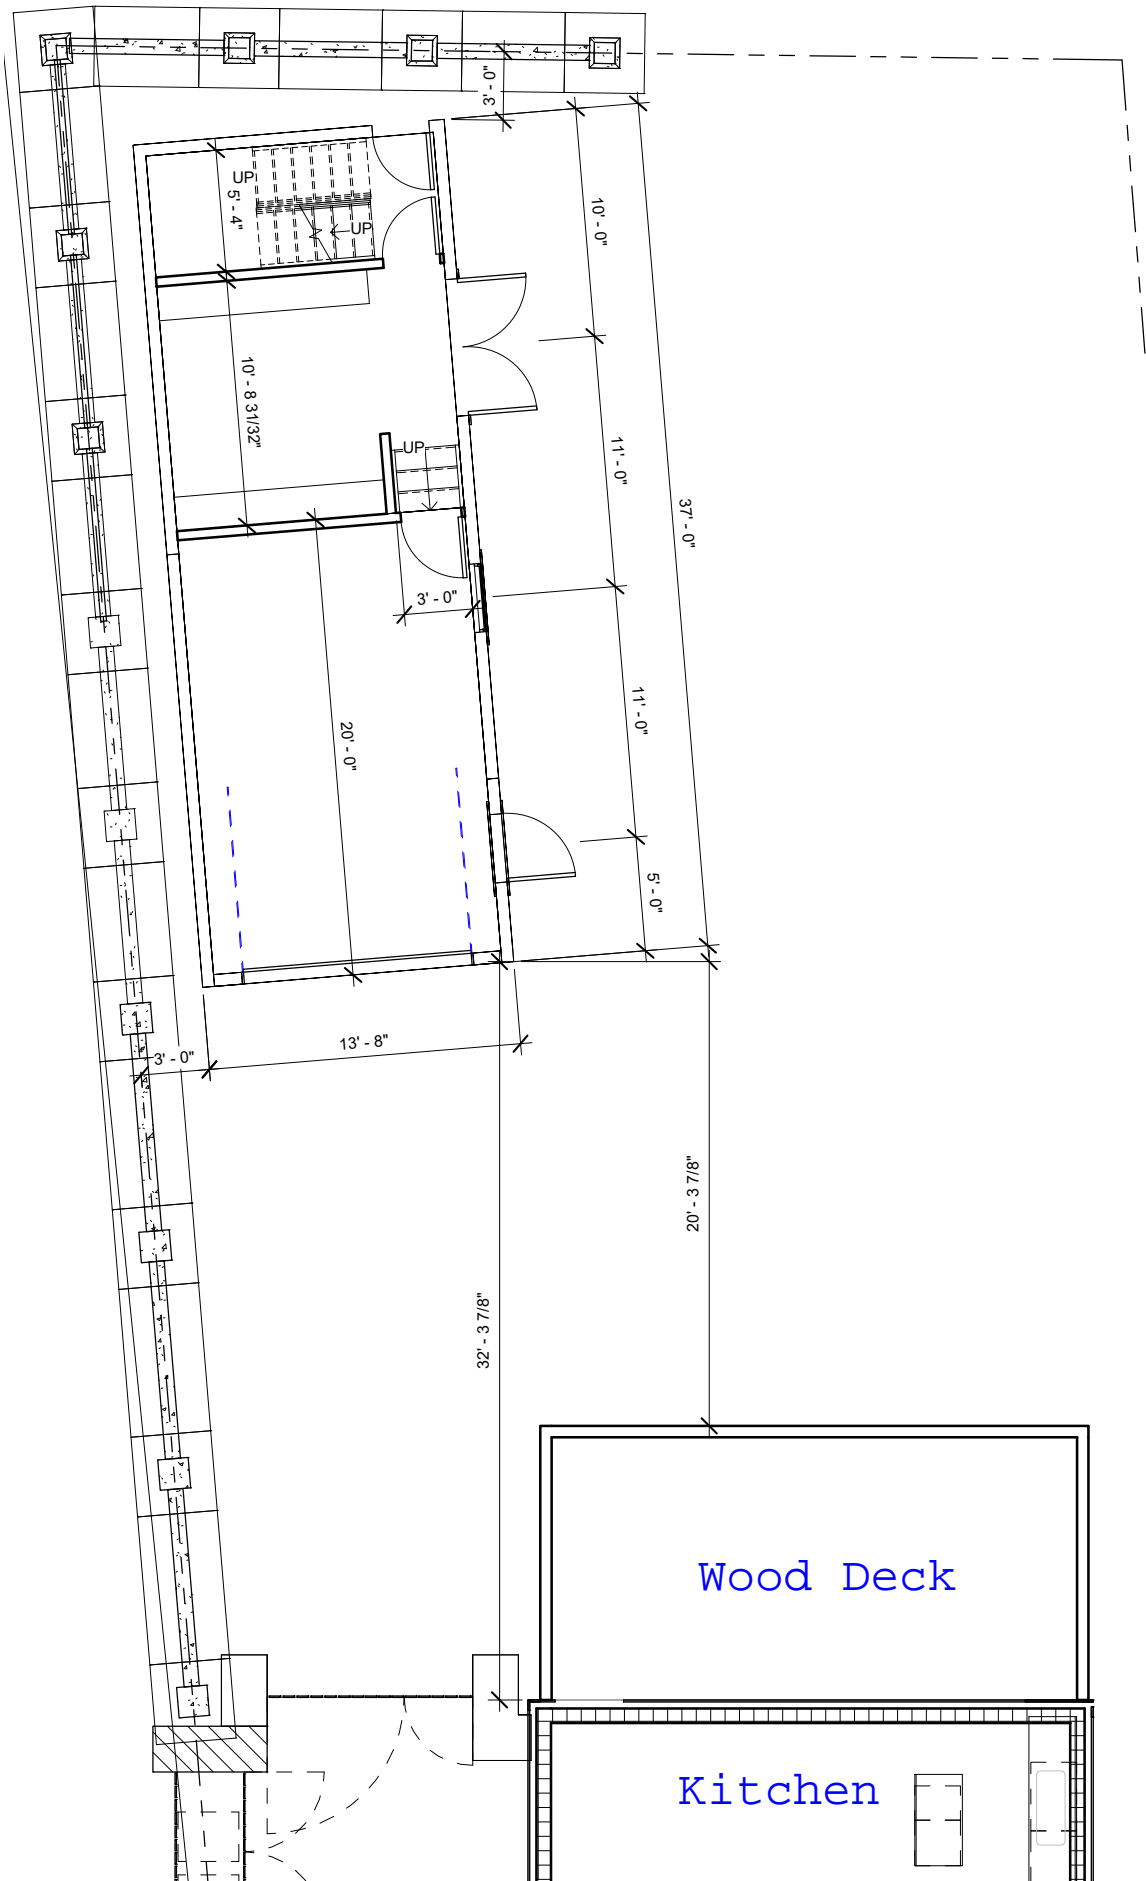 3' - 0"
UP
5' - 4"
UP
10' - 0"
10' - 8 31/32"
UP
11' - 0"
37' - 0"
3' - 0"
20' - 0"
11' - 0"
5' - 0"
3' - 0"
13' - 8"
20' - 3 7/8"
32' - 3 7/8"
Wood Deck
Kitchen